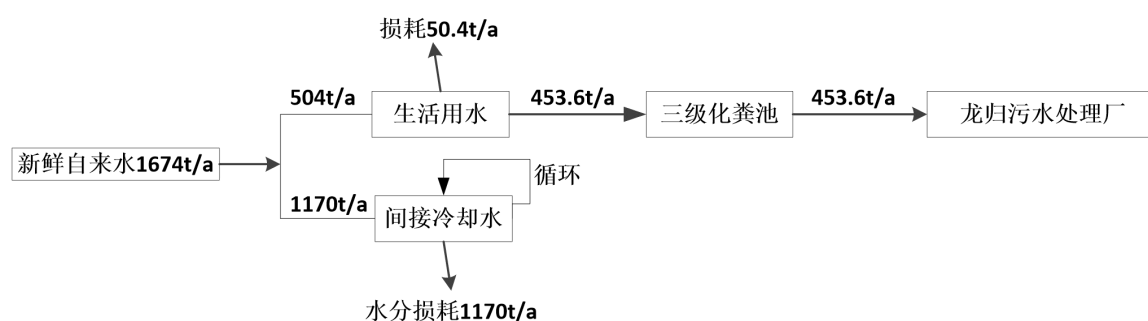 损耗50.4t/a
504t/a
生活用水
453.6t/a
三级化粪池
453.6t/a
龙归污水处理厂
新鲜自来水1674t/a
循环
1170t/a
间接冷却水
水分损耗1170t/a